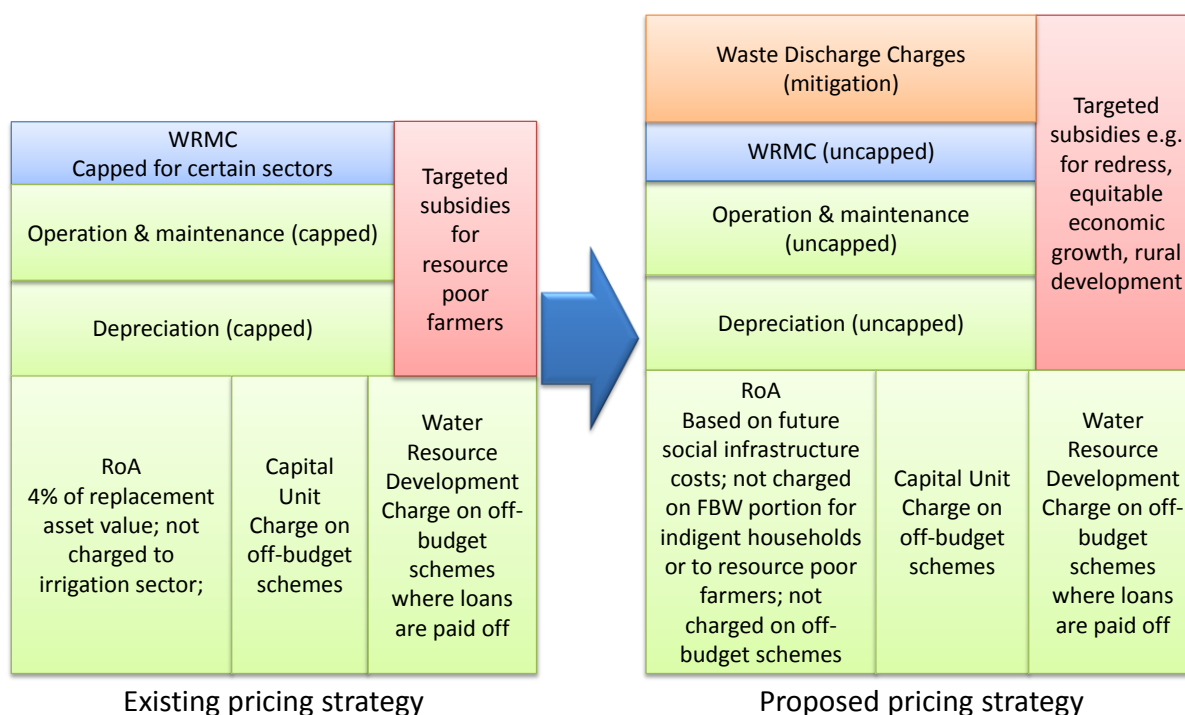 WRMC
Capped for certain sectors
Operation & maintenance (capped)
Depreciation (capped)
Targeted
subsidies
for
resource
poor
farmers
RoA
4% of replacement
asset value; not
charged to
irrigation sector;
Capital
Unit
Charge on
off-budget
schemes
Water
Resource
Development
Charge on off-
budget
schemes
where loans
are paid off
Existing pricing strategy
Waste Discharge Charges
(mitigation)
WRMC (uncapped)
Operation & maintenance
(uncapped)
Depreciation (uncapped)
Targeted
subsidies e.g.
for redress,
equitable
economic
growth, rural
development
RoA
Based on future
social infrastructure
costs; not charged
on FBW portion for
indigent households
or to resource poor
farmers; not
charged on off-
budget schemes
Capital Unit
Charge on
off-budget
schemes
Water
Resource
Development
Charge on off-
budget
schemes
where loans
are paid off
Proposed pricing strategy